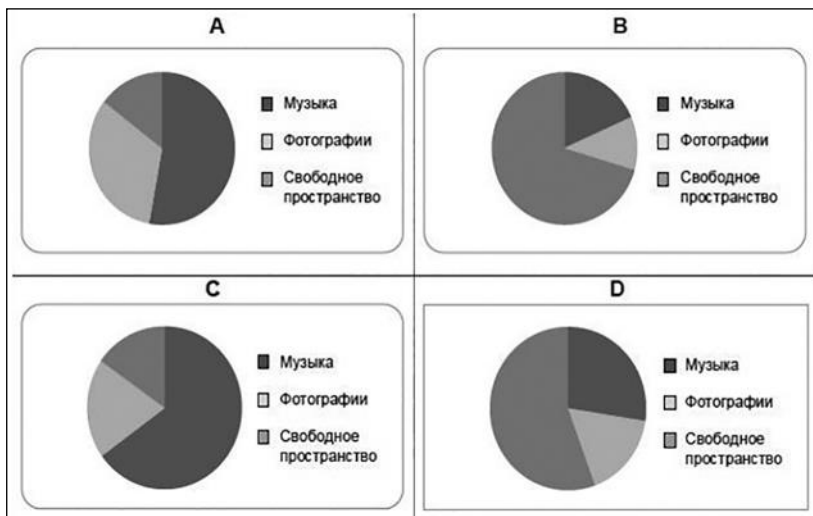 A
Музыка
Фотографии
Свободное
пространство
B
Музыка
Фотографии
Свободное
пространство
C
Музыка
Фотографии
Свободное
пространство
D
Музыка
Фотографии
Свободное
пространство